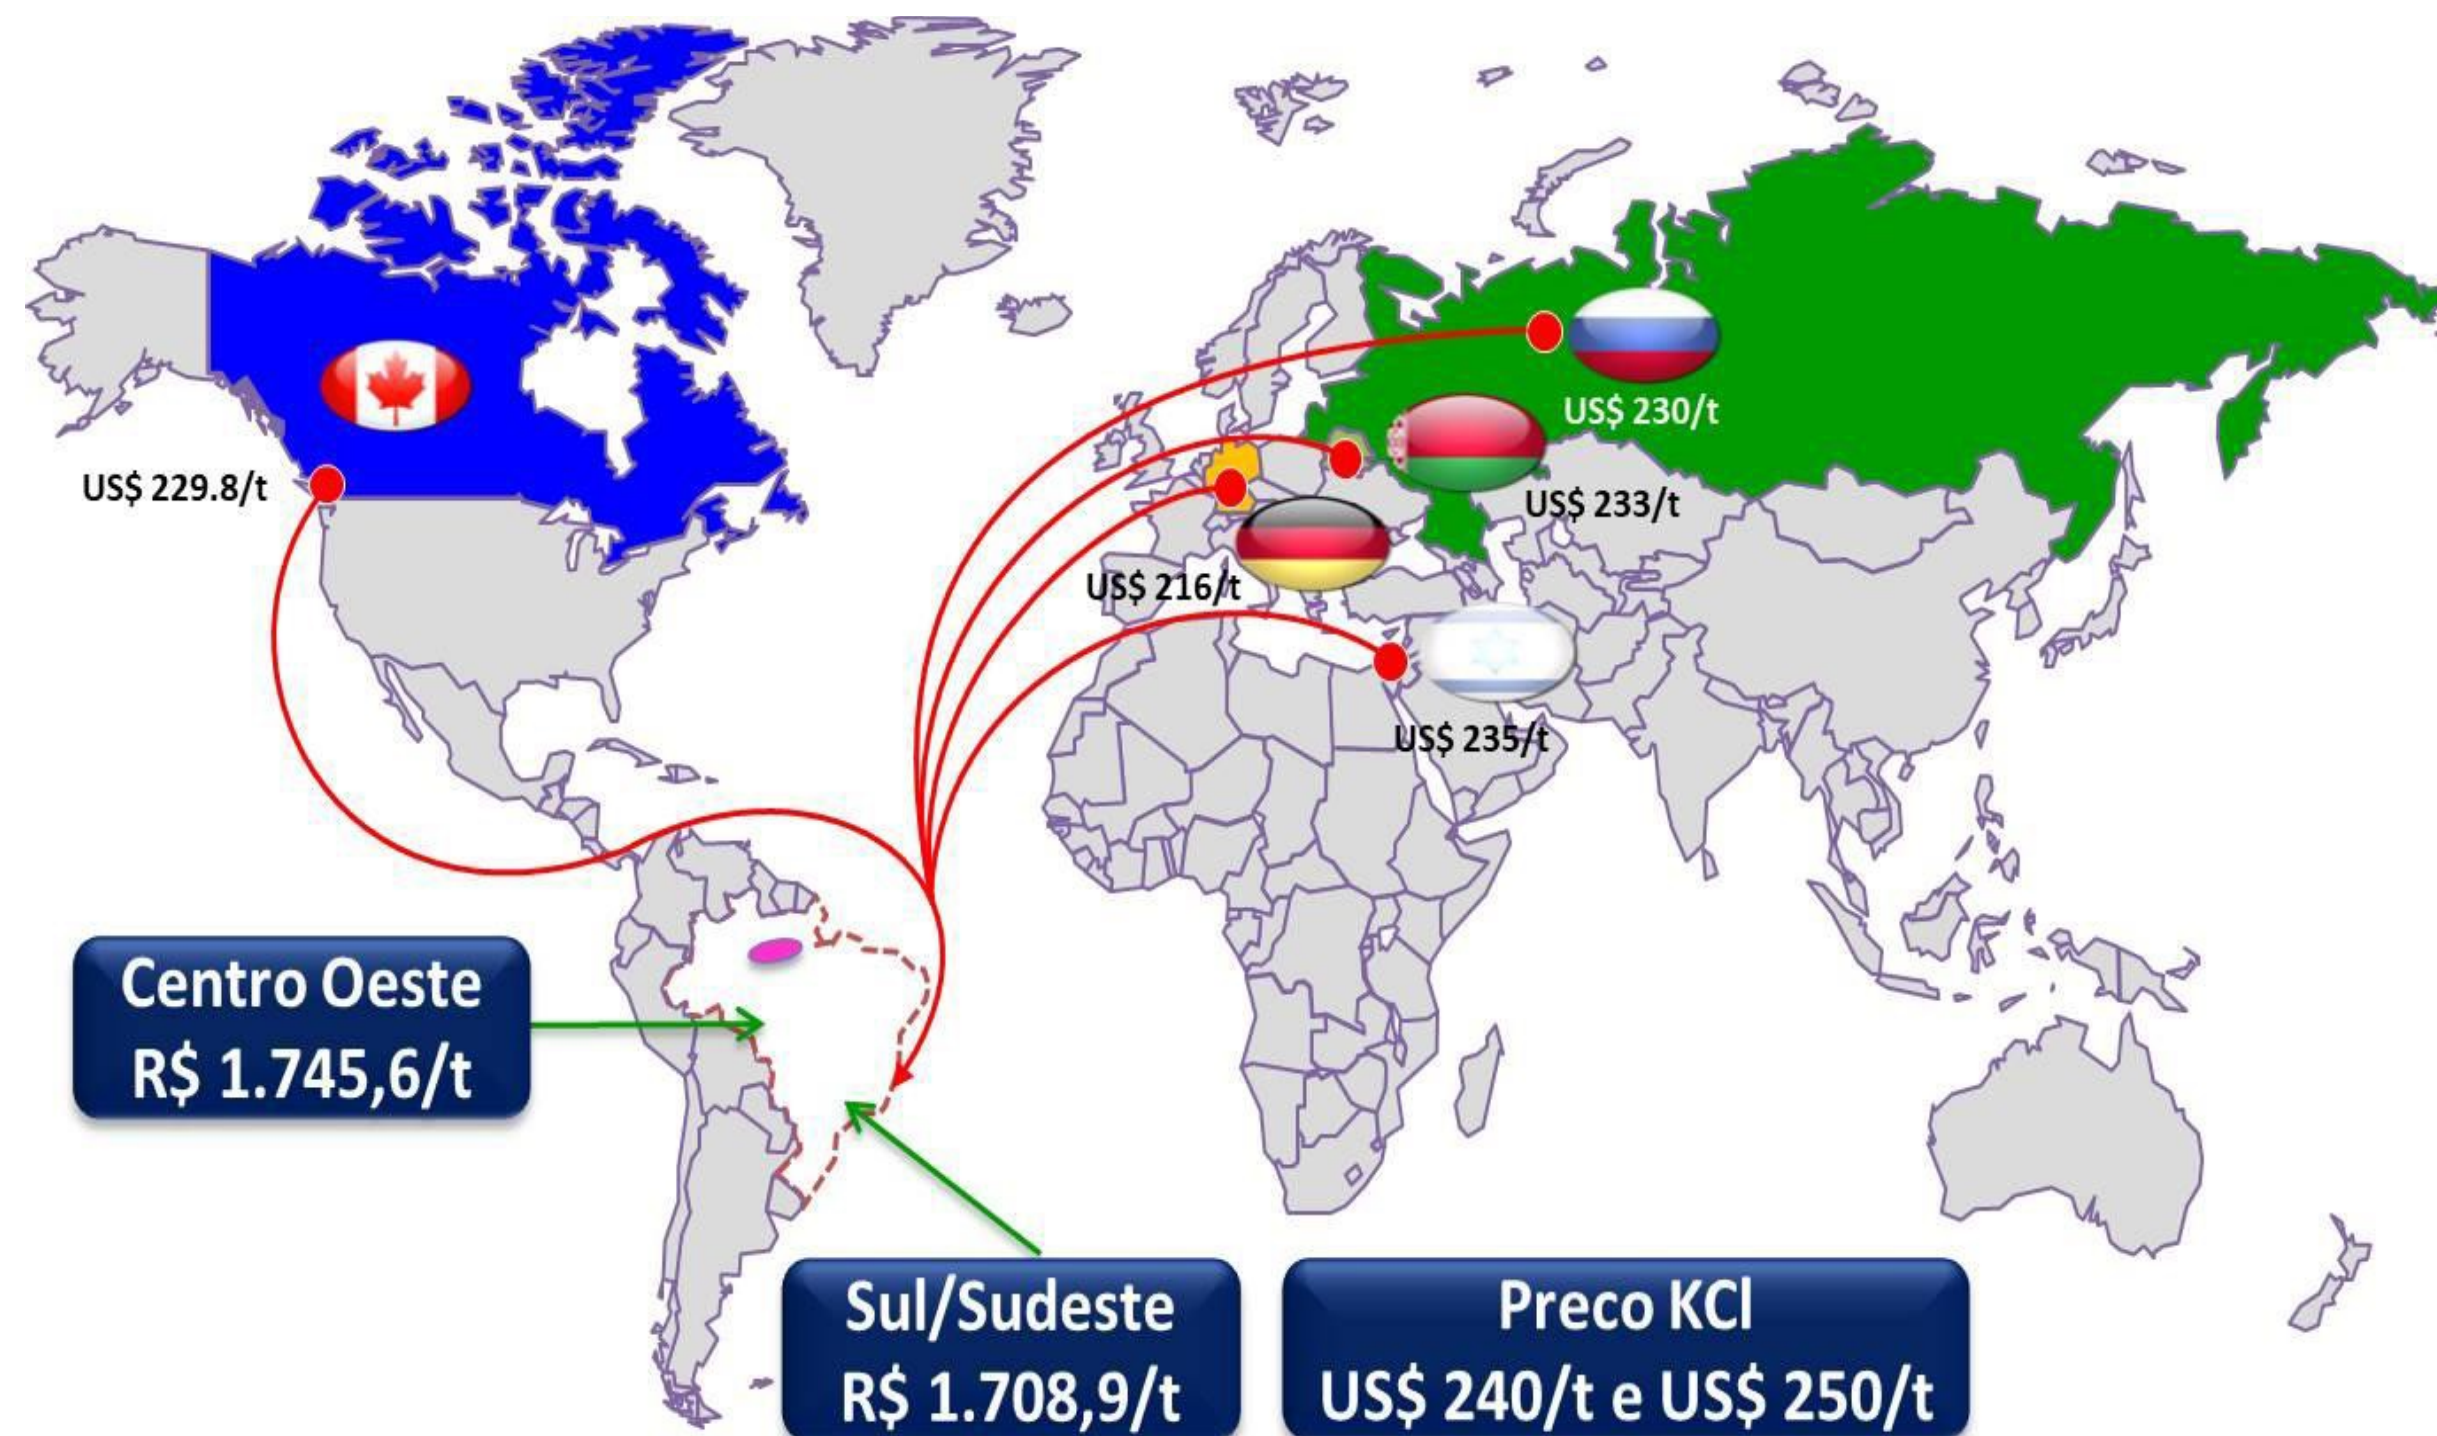 US$ 229.8/t
US$ 230/t
US$ 233/t
US$ 216/t
US$ 235/t
Centro Oeste
R$ 1.745,6/t
Sul/Sudeste
R$ 1.708,9/t
Preco KCl
US$ 240/t e US$ 250/t